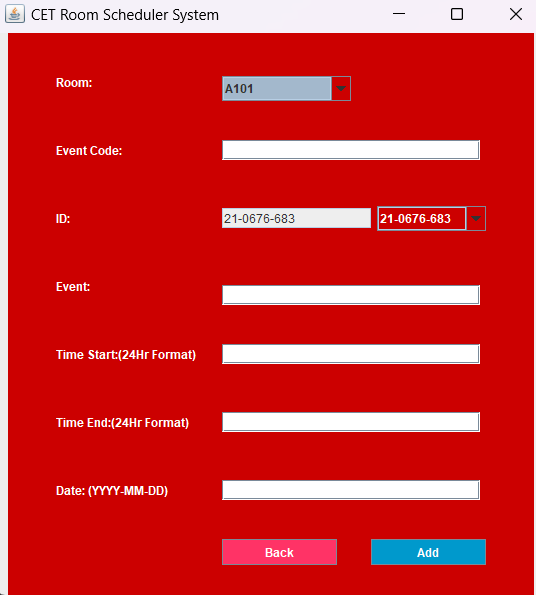 CET Room Scheduler System
Room: A101
Event Code:
ID: 21-0676-683 21-0676-683
Event:
Time Start:(24Hr Format)
Time End:(24Hr Format)
Date: (YYYY-MM-DD)
Back Add